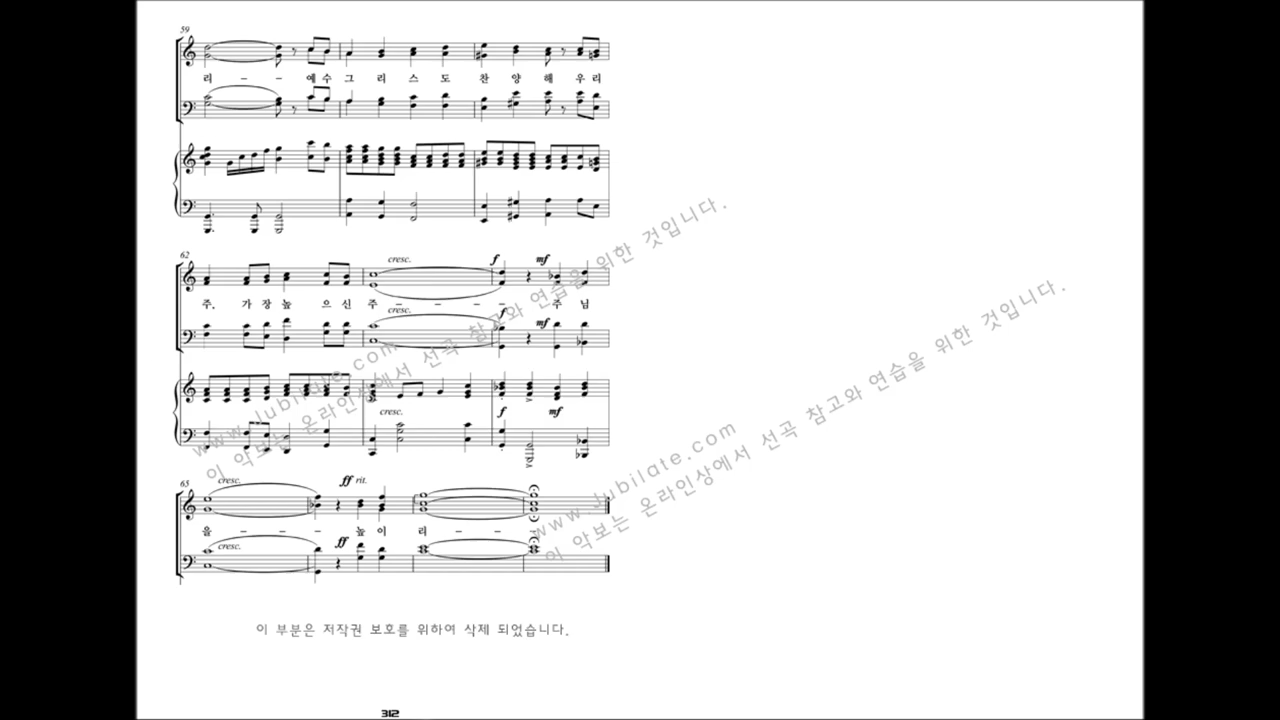 59
리 - - 예 수 그 리 스 도 찬 양 해 우 리
62
cresc.
f
mf
주. 가 장 높 으 신 주 - - - - 주 님
cresc.
f
mf
cresc.
f
mf
65
cresc.
ff rit.
을 - - - 높 이 리 - - -
cresc.
ff
www.Jubilate.com
이 악보는 온라인상에서 선곡 참고와 연습을 위한 것입니다.
www.Jubilate.com
이 악보는 온라인상에서 선곡 참고와 연습을 위한 것입니다.
이 부분은 저작권 보호를 위하여 삭제 되었습니다.
312